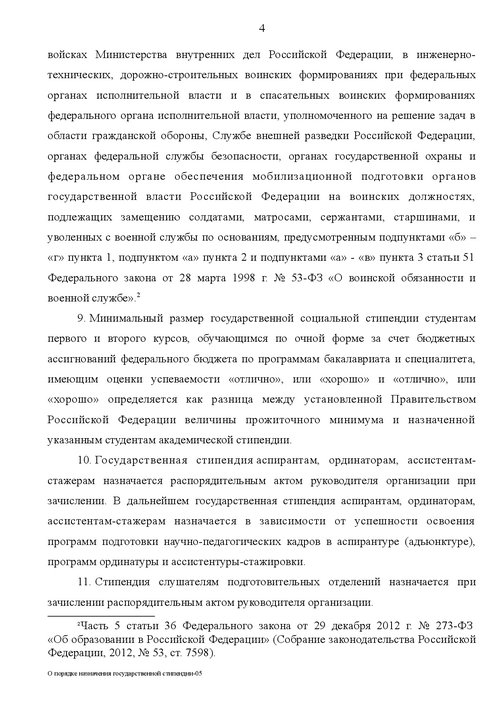 4
войсках Министерства внутренних дел Российской Федерации, в инженерно-
технических, дорожно-строительных воинских формированиях при федеральных
органах исполнительной власти и в спасательных воинских формированиях
федерального органа исполнительной власти, уполномоченного на решение задач в
области гражданской обороны, Службе внешней разведки Российской Федерации,
органах федеральной службы безопасности, органах государственной охраны и
федеральном органе обеспечения мобилизационной подготовки органов
государственной власти Российской Федерации на воинских должностях,
подлежащих замещению солдатами, матросами, сержантами, старшинами, и
уволенных с военной службы по основаниям, предусмотренным подпунктами «б» –
«г» пункта 1, подпунктом «а» пункта 2 и подпунктами «а» - «в» пункта 3 статьи 51
Федерального закона от 28 марта 1998 г. № 53-ФЗ «О воинской обязанности и
военной службе».²
9. Минимальный размер государственной социальной стипендии студентам
первого и второго курсов, обучающимся по очной форме за счет бюджетных
ассигнований федерального бюджета по программам бакалавриата и специалитета,
имеющим оценки успеваемости «отлично», или «хорошо» и «отлично», или
«хорошо» определяется как разница между установленной Правительством
Российской Федерации величины прожиточного минимума и назначенной
указанным студентам академической стипендии.
10. Государственная стипендия аспирантам, ординаторам, ассистентам-
стажерам назначается распорядительным актом руководителя организации при
зачислении. В дальнейшем государственная стипендия аспирантам, ординаторам,
ассистентам-стажерам назначается в зависимости от успешности освоения
программ подготовки научно-педагогических кадров в аспирантуре (адъюнктуре),
программ ординатуры и ассистентуры-стажировки.
11. Стипендия слушателям подготовительных отделений назначается при
зачислении распорядительным актом руководителя организации.
²Часть 5 статьи 36 Федерального закона от 29 декабря 2012 г. № 273-ФЗ
«Об образовании в Российской Федерации» (Собрание законодательства Российской
Федерации, 2012, № 53, ст. 7598).
О порядке назначения государственной стипендии-05